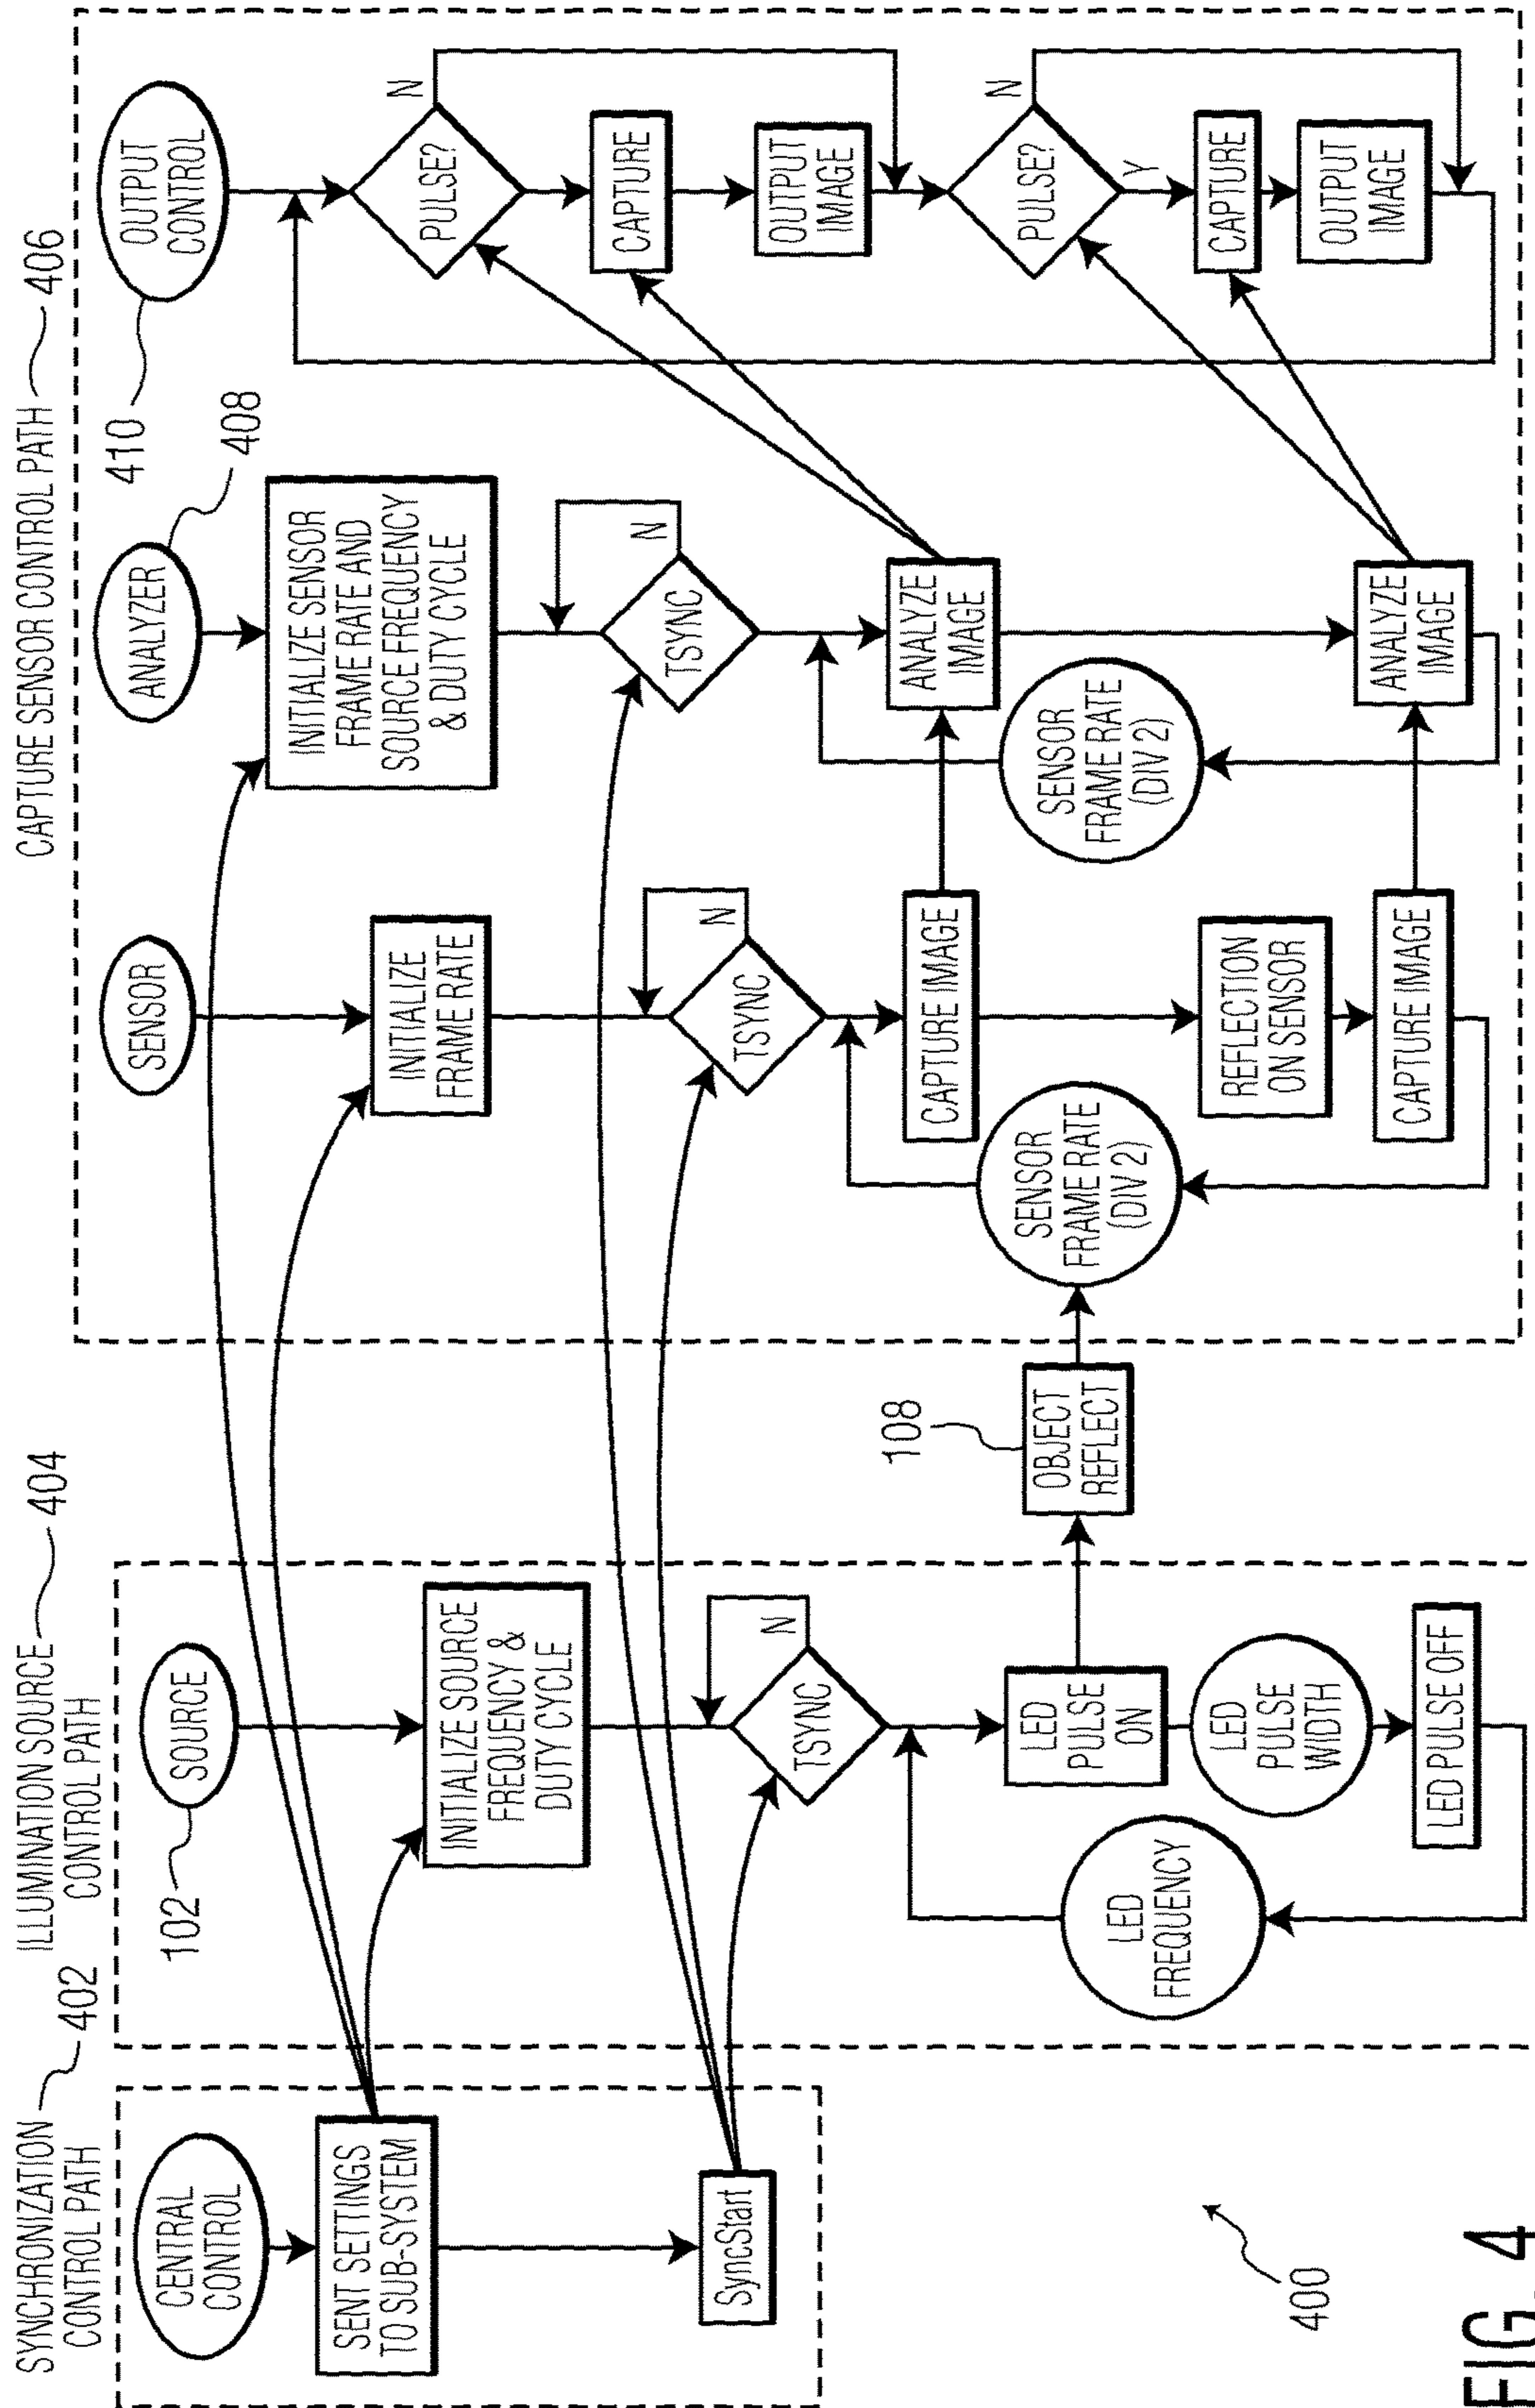 SYNCHRONIZATION
CONTROL PATH
402
CENTRAL
CONTROL
SENT SETTINGS
TO SUB-SYSTEM
SyncStart
ILLUMINATION SOURCE
CONTROL PATH
404
102
SOURCE
INITIALIZE SOURCE
FREQUENCY &
DUTY CYCLE
TSYNC
N
LED
PULSE
ON
LED
PULSE
WIDTH
LED PULSE OFF
LED
FREQUENCY
108
OBJECT
REFLECT
CAPTURE SENSOR CONTROL PATH
406
SENSOR
INITIALIZE
FRAME RATE
TSYNC
N
CAPTURE IMAGE
SENSOR
FRAME RATE
(DIV 2)
REFLECTION
ON SENSOR
CAPTURE IMAGE
408
ANALYZER
INITIALIZE SENSOR
FRAME RATE AND
SOURCE FREQUENCY
& DUTY CYCLE
TSYNC
N
ANALYZE
IMAGE
SENSOR
FRAME RATE
(DIV 2)
ANALYZE
IMAGE
410
OUTPUT
CONTROL
PULSE?
N
CAPTURE
OUTPUT
IMAGE
PULSE?
N
Y
CAPTURE
OUTPUT
IMAGE
400
FIG. 4